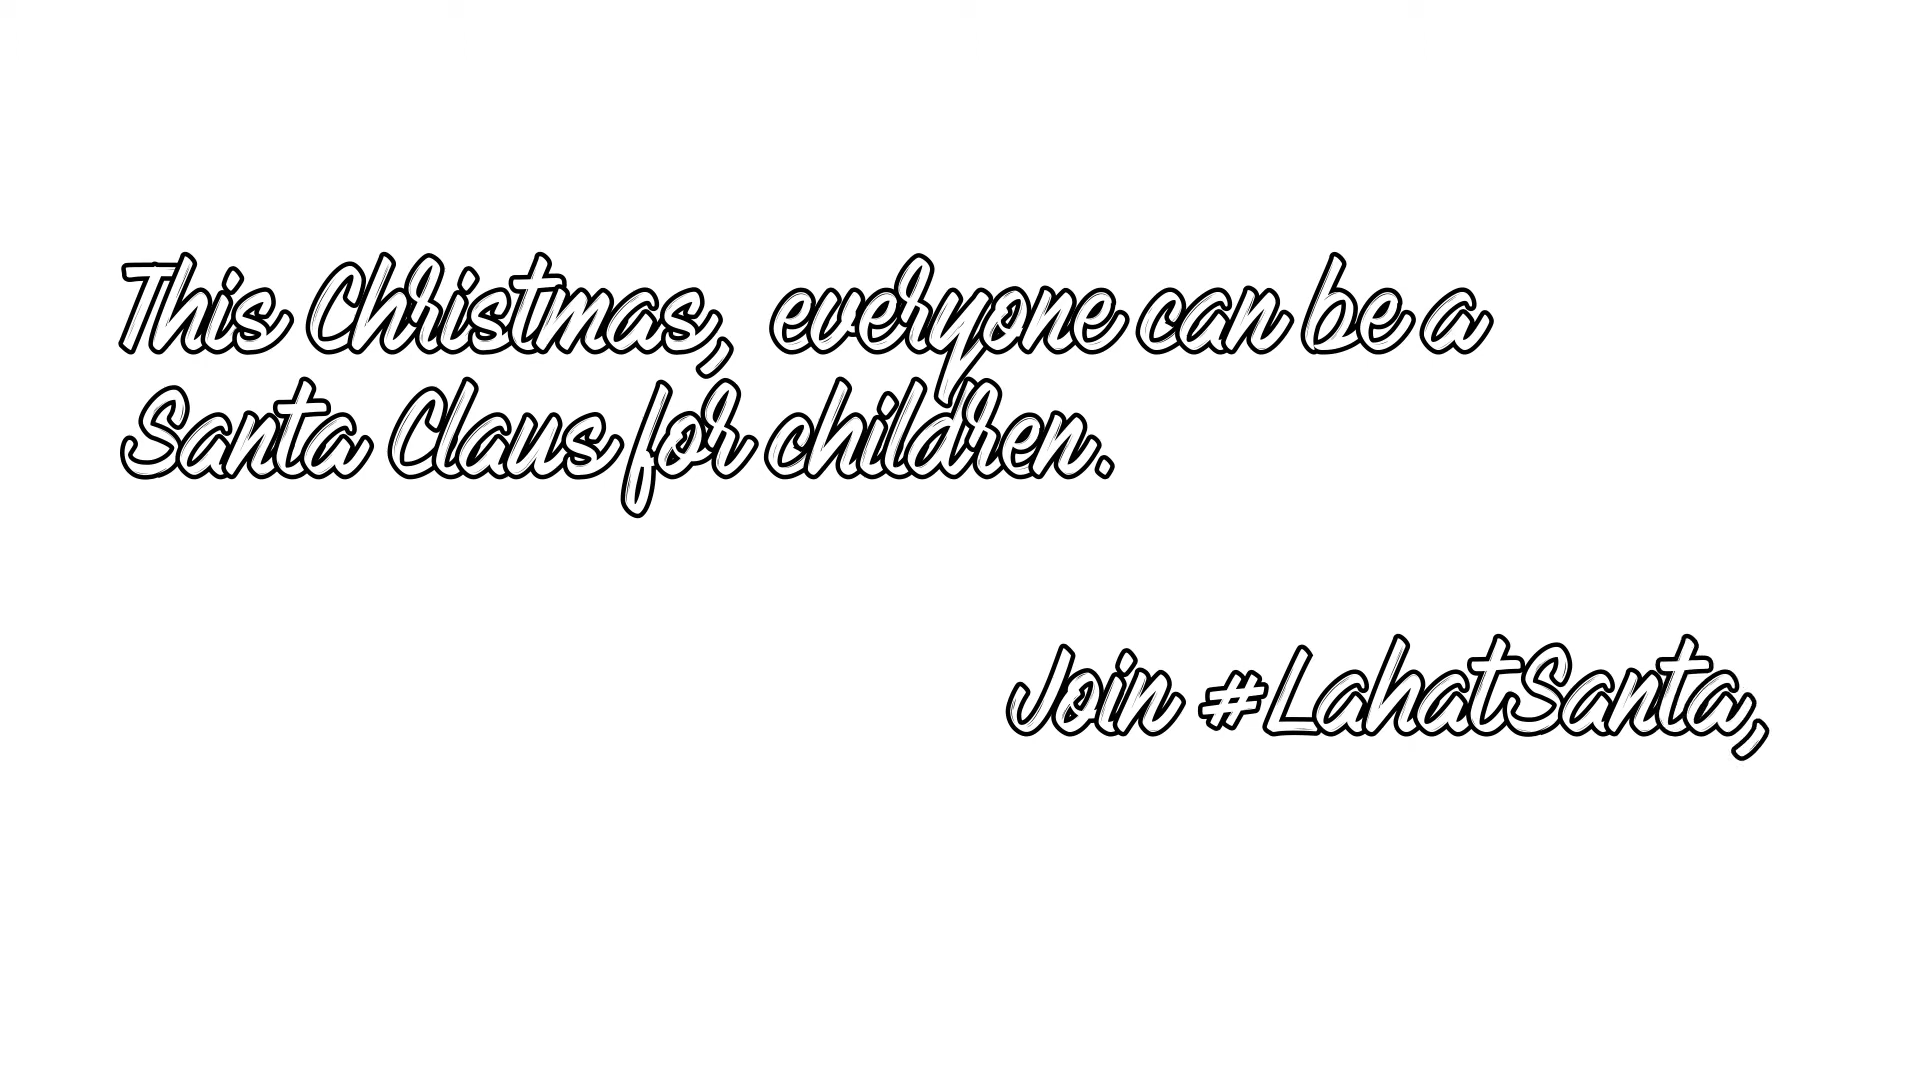 This Christmas, everyone can be a
Santa Claus for children.
Join #LahatSanta,